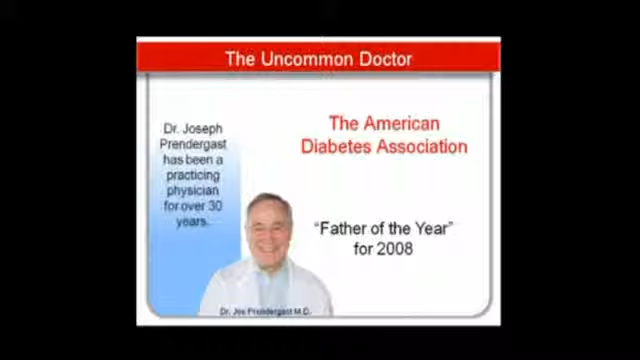 The Uncommon Doctor
Dr. Joseph
Prendergast
has been a
practicing
physician
for over 30
years.
The American
Diabetes Association
“Father of the Year”
for 2008
Dr. Joe Prendergast M.D.